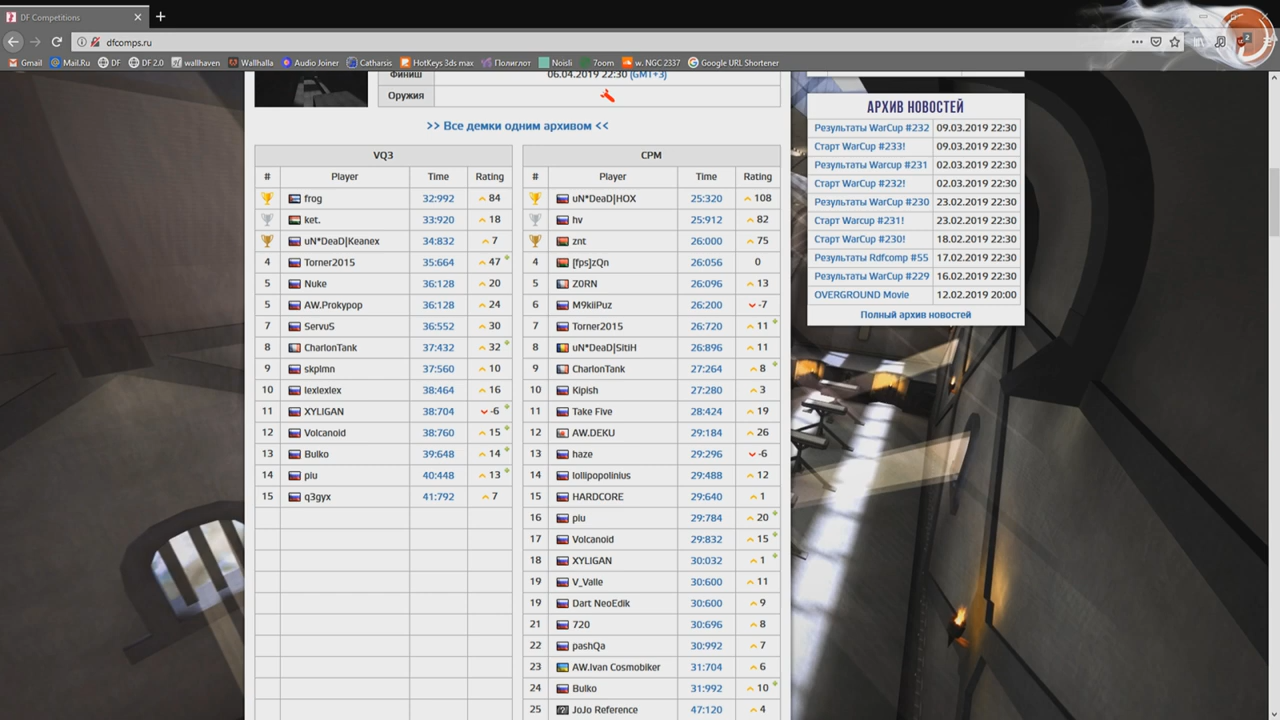 DF Competitions
dfcomps.ru
2
Gmail Mail.Ru DF DF 2.0 wallhaven Wallhalla Audio Joiner Catharsis HotKeys 3ds max Полиглот Noisli 7oom w. NGC 2337 Google URL Shortener
Финиш 06.04.2019 22:30 (GMT+3)
Оружия
>> Все демки одним архивом <<
VQ3
# Player Time Rating
frog 32:992 84
ket. 33:920 18
uN*DeaD|Keanex 34:832 7
4 Torner2015 35:664 47
5 Nuke 36:128 20
5 AW.Prokypop 36:128 24
7 ServuS 36:552 30
8 CharlonTank 37:432 32
9 skplmn 37:560 10
10 lexlexlex 38:464 16
11 XYLIGAN 38:704 -6
12 Volcanoid 38:760 15
13 Bulko 39:648 14
14 piu 40:448 13
15 q3gyx 41:792 7
CPM
# Player Time Rating
uN*DeaD|HOX 25:320 108
hv 25:912 82
znt 26:000 75
4 [fps]zQn 26:056 0
5 Z0RN 26:096 13
6 M9kiiPuz 26:200 -7
7 Torner2015 26:720 11
8 uN*DeaD|SitiH 26:896 11
9 CharlonTank 27:264 8
10 Kipish 27:280 3
11 Take Five 28:424 19
12 AW.DEKU 29:184 26
13 haze 29:296 -6
14 lollipopolinius 29:488 12
15 HARDCORE 29:640 1
16 piu 29:784 20
17 Volcanoid 29:832 15
18 XYLIGAN 30:032 1
19 V_Valle 30:600 11
19 Dart NeoEdik 30:600 9
21 720 30:696 8
22 pashQa 30:992 7
23 AW.Ivan Cosmobiker 31:704 6
24 Bulko 31:992 10
25 JoJo Reference 47:120 4
АРХИВ НОВОСТЕЙ
Результаты WarCup #232 09.03.2019 22:30
Старт WarCup #233! 09.03.2019 22:30
Результаты Warcup #231 02.03.2019 22:30
Старт WarCup #232! 02.03.2019 22:30
Результаты WarCup #230 23.02.2019 22:30
Старт Warcup #231! 23.02.2019 22:30
Старт WarCup #230! 18.02.2019 22:30
Результаты Rdfcomp #55 17.02.2019 22:30
Результаты WarCup #229 16.02.2019 22:30
OVERGROUND Movie 12.02.2019 20:00
Полный архив новостей